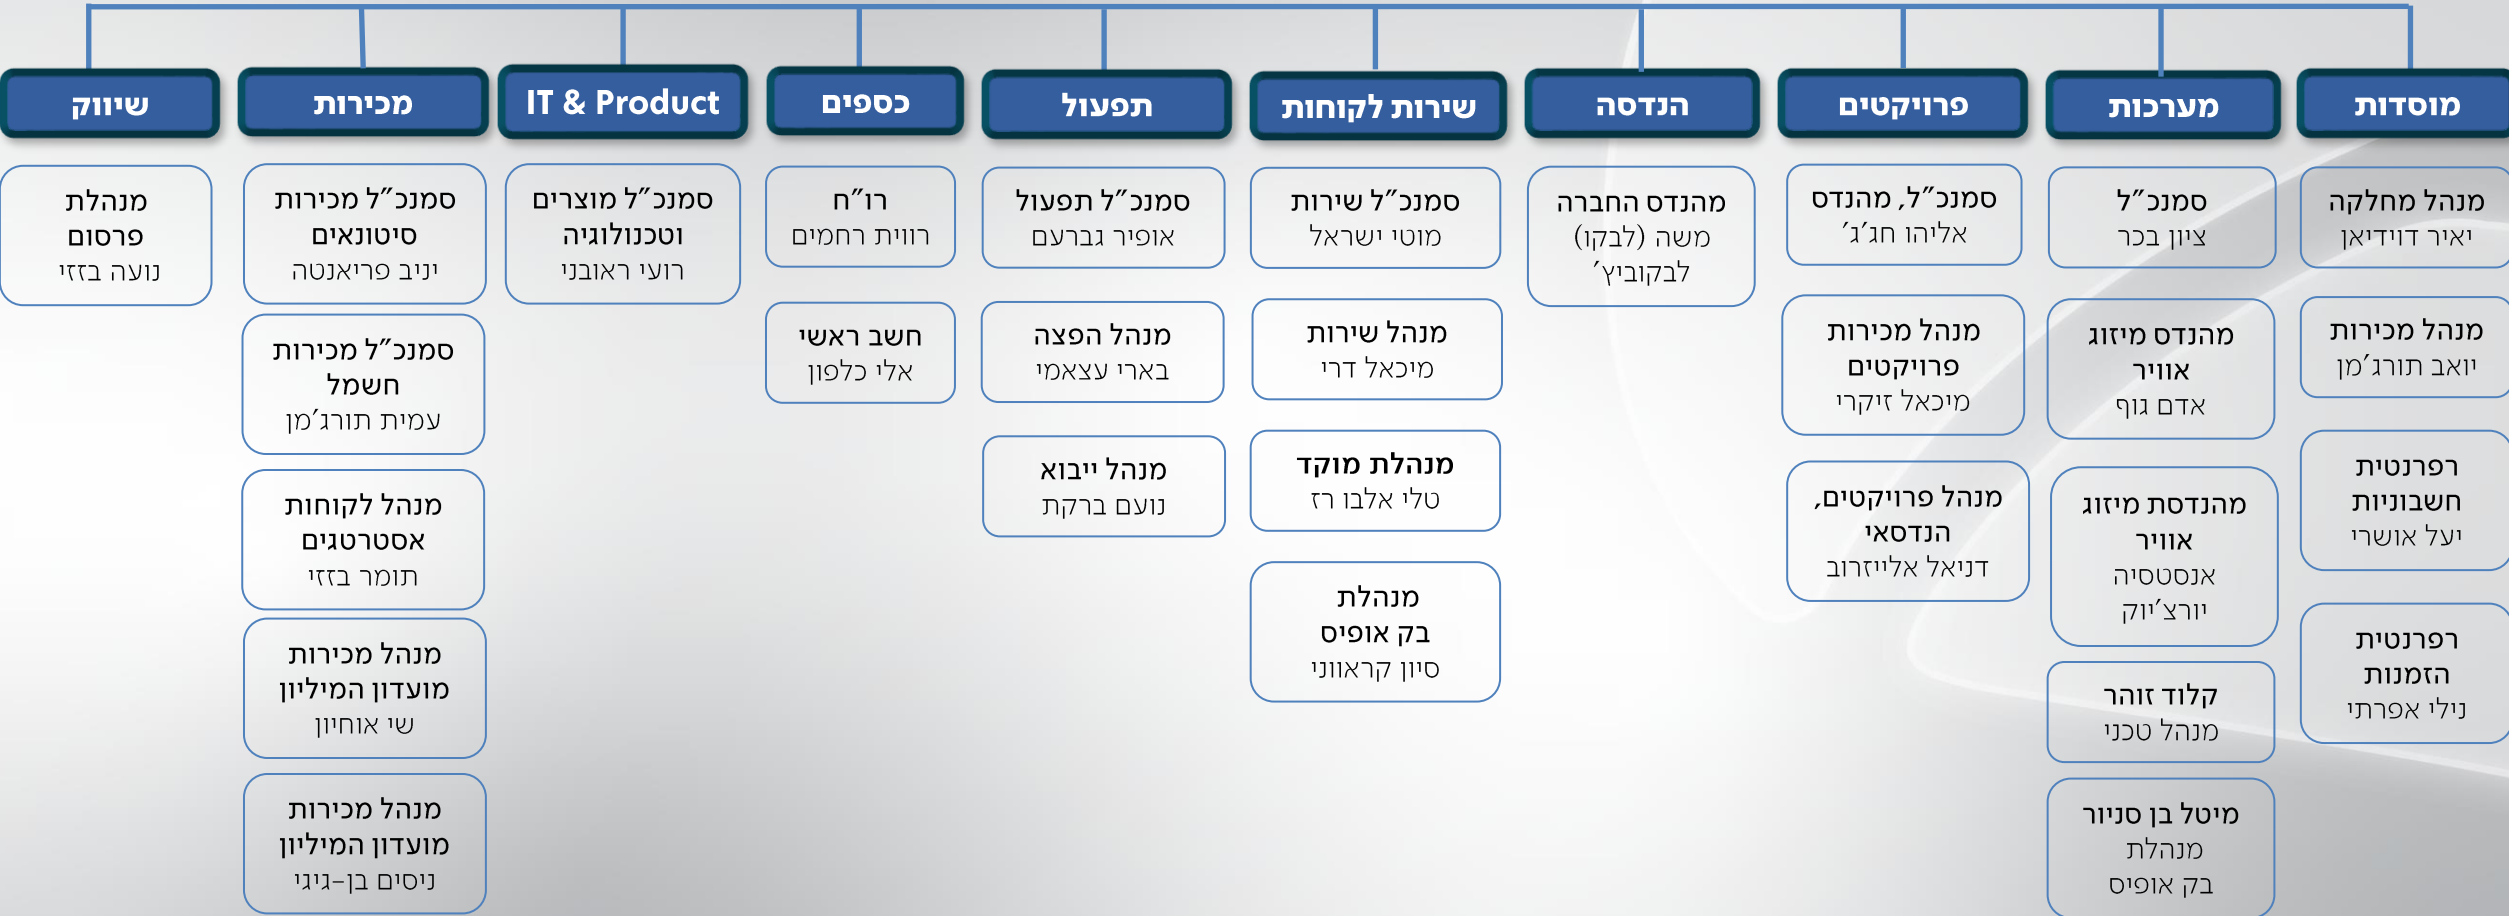 מוסדות
מנהל מחלקה
יאיר דוידיאן
מנהל מכירות
יואב תורג׳מן
רפרנטית
חשבוניות
יעל אושרי
רפרנטית
הזמנות
נילי אפרתי
מערכות
סמנכ״ל
ציון בכר
מהנדס מיזוג
אוויר
אדם גוף
מהנדסת מיזוג
אוויר
אנסטסיה
יורצ׳יוק
קלוד זוהר
מנהל טכני
מיטל בן סניור
מנהלת
בק אופיס
פרויקטים
סמנכ״ל, מהנדס
אליהו חג׳ג׳
מנהל מכירות
פרויקטים
מיכאל זיקרי
מנהל פרויקטים,
הנדסאי
דניאל אלייזרוב
הנדסה
מהנדס החברה
משה (לבקו)
לבקוביץ׳
שירות לקוחות
סמנכ״ל שירות
מוטי ישראל
מנהל שירות
מיכאל דרי
מנהלת מוקד
טלי אלבו רז
מנהלת
בק אופיס
סיון קראווני
תפעול
סמנכ״ל תפעול
אופיר גברעם
מנהל הפצה
בארי עצאמי
מנהל ייבוא
נועם ברקת
כספים
רו״ח
רווית רחמים
חשב ראשי
אלי כלפון
IT & Product
סמנכ״ל מוצרים
וטכנולוגיה
רועי ראובני
מכירות
סמנכ״ל מכירות
סיטונאים
יניב פריאנטה
סמנכ״ל מכירות
חשמל
עמית תורג׳מן
מנהל לקוחות
אסטרטגים
תומר בזזי
מנהל מכירות
מועדון המיליון
שי אוחיון
מנהל מכירות
מועדון המיליון
ניסים בן-גיגי
שיווק
מנהלת
פרסום
נועה בזזי